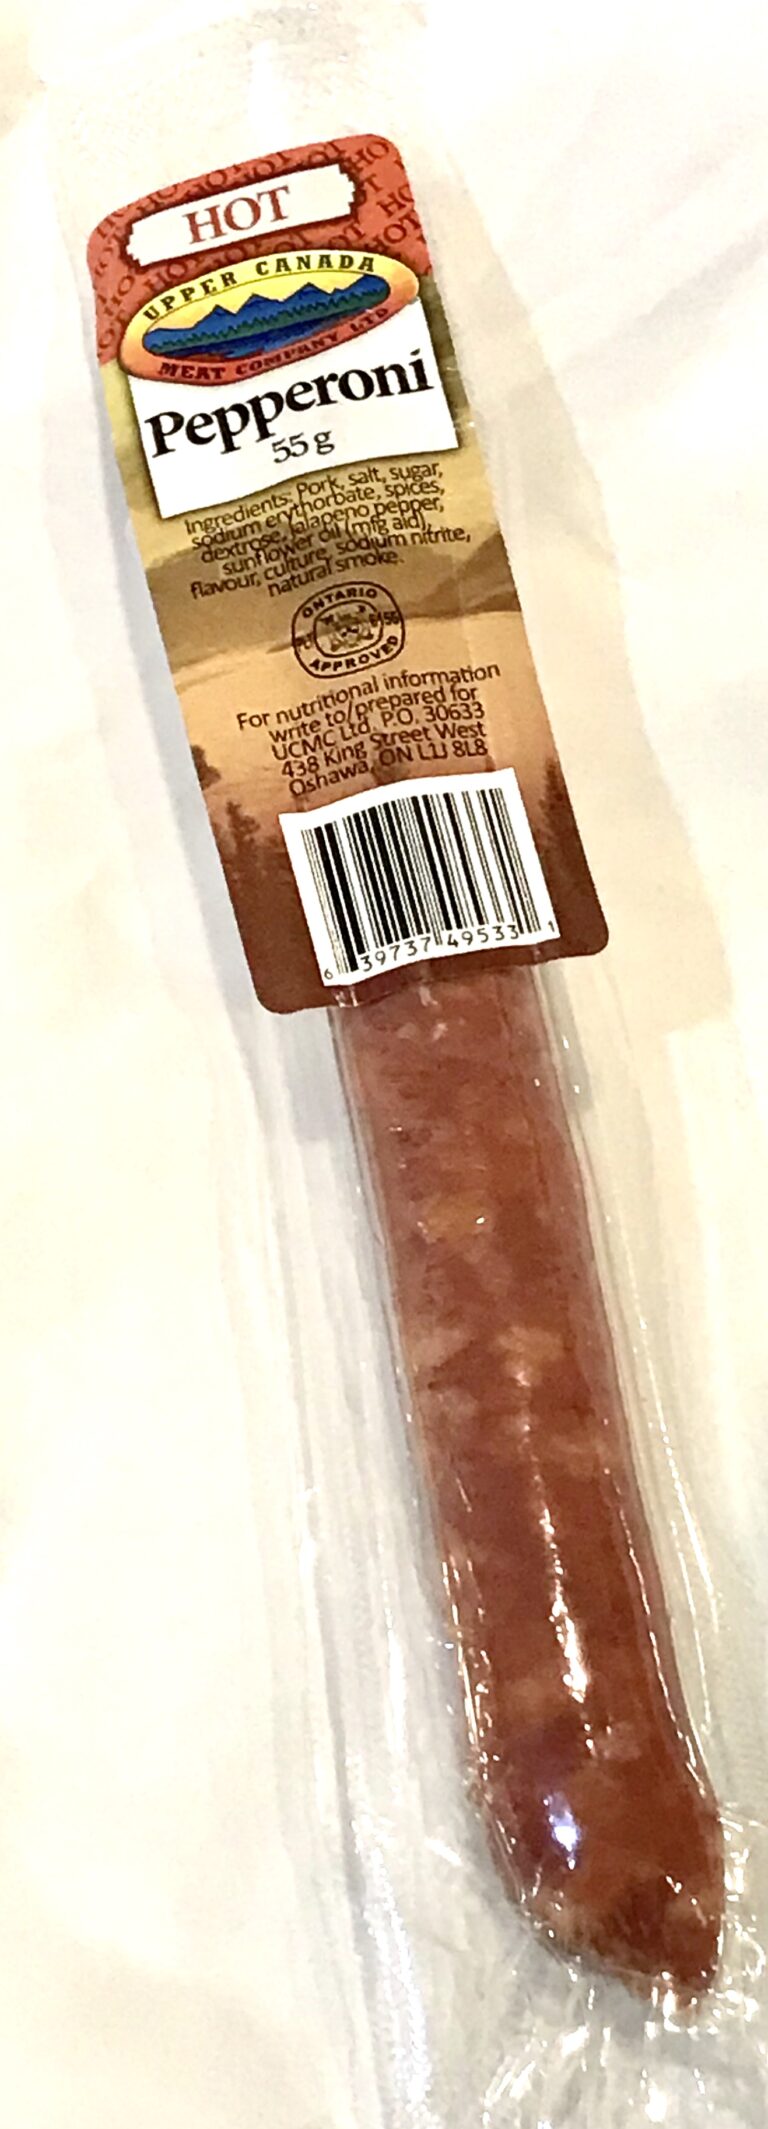 HOT
UPPER CANADA
MEAT COMPANY LTD
Pepperoni
55 g
Ingredients: Pork, salt, sugar,
sodium erythorbate, spices,
dextrose, jalapeno pepper,
sunflower oil (mfg aid),
flavour, culture, sodium nitrite,
natural smoke.
ONTARIO
APPROVED
For nutritional information
write to/prepared for
UCMC Ltd, P.O. 30633
438 King Street West
Oshawa, ON L1J 8L8
6 39737 49533 1